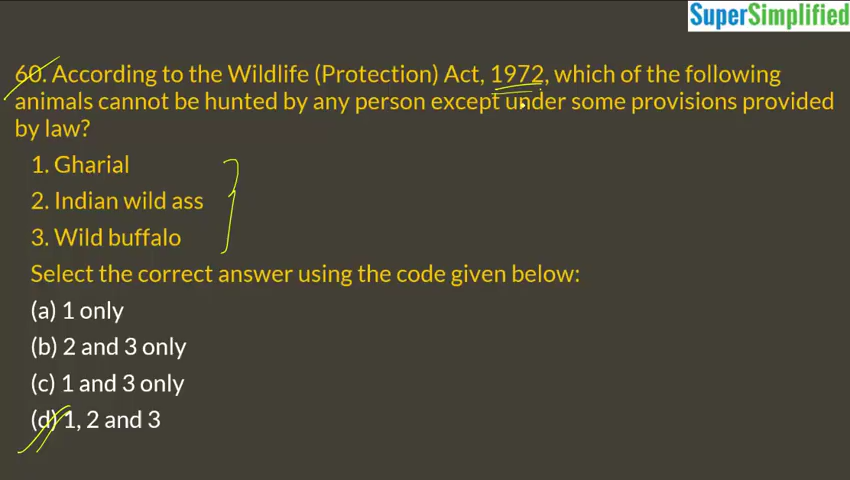 SuperSimplified
60. According to the Wildlife (Protection) Act, 1972, which of the following
animals cannot be hunted by any person except under some provisions provided
by law?
1. Gharial
2. Indian wild ass
3. Wild buffalo
Select the correct answer using the code given below:
(a) 1 only
(b) 2 and 3 only
(c) 1 and 3 only
(d) 1, 2 and 3